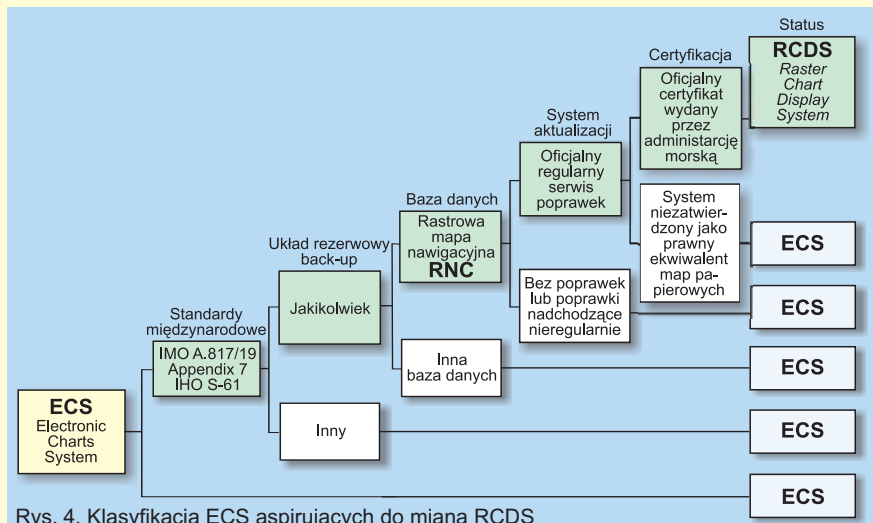 Status
RCDS
Raster
Chart
Display
System
Certyfikacja
Oficjalny
certyfikat
wydany
przez
administarcję
morską
System
aktualizacji
Oficjalny
regularny
serwis
poprawek
System
niezatwier-
dzony jako
prawny
ekwiwalent
map pa-
pierowych
ECS
Baza danych
Rastrowa
mapa
nawigacyjna
RNC
Bez poprawek
lub poprawki
nadchodzące
nieregularnie
ECS
Układ rezerwowy
back-up
Jakikolwiek
Inna
baza danych
ECS
Standardy
międzynarodowe
IMO A.817/19
Appendix 7
IHO S-61
Inny
ECS
ECS
Electronic
Charts
System
ECS
Rys. 4. Klasyfikacja ECS aspirujących do miana RCDS